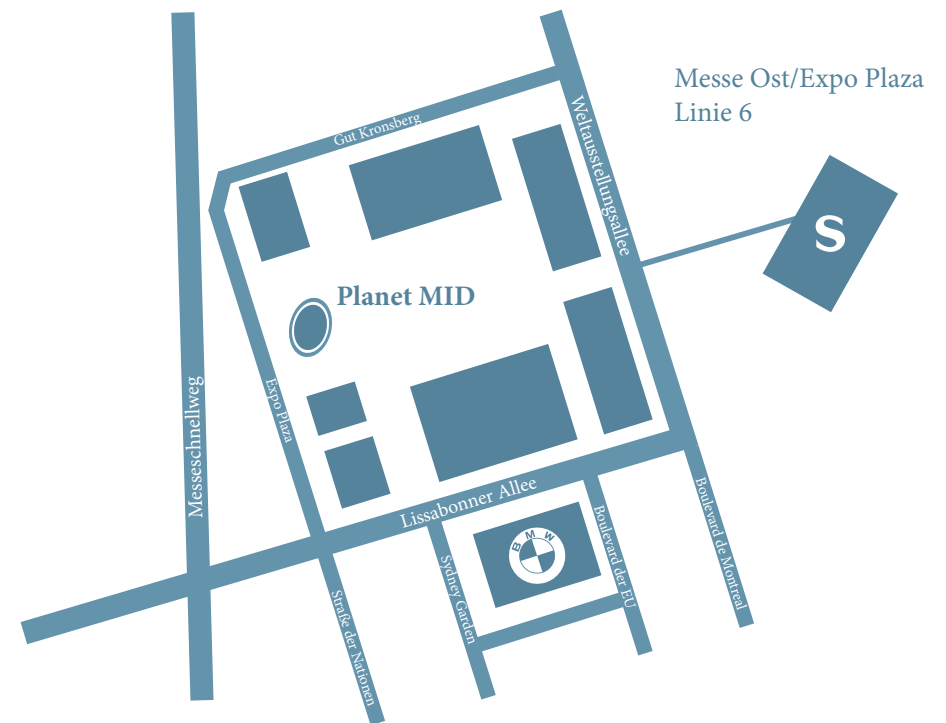 Messe Ost/Expo Plaza
Linie 6
Gut Kronsberg
Weltausstellungsallee
S
Planet MID
Expo Plaza
Messeschnellweg
Lissabonner Allee
BMW
Boulevard der EU
Boulevard de Montreal
Sydney Garden
Straße der Nationen